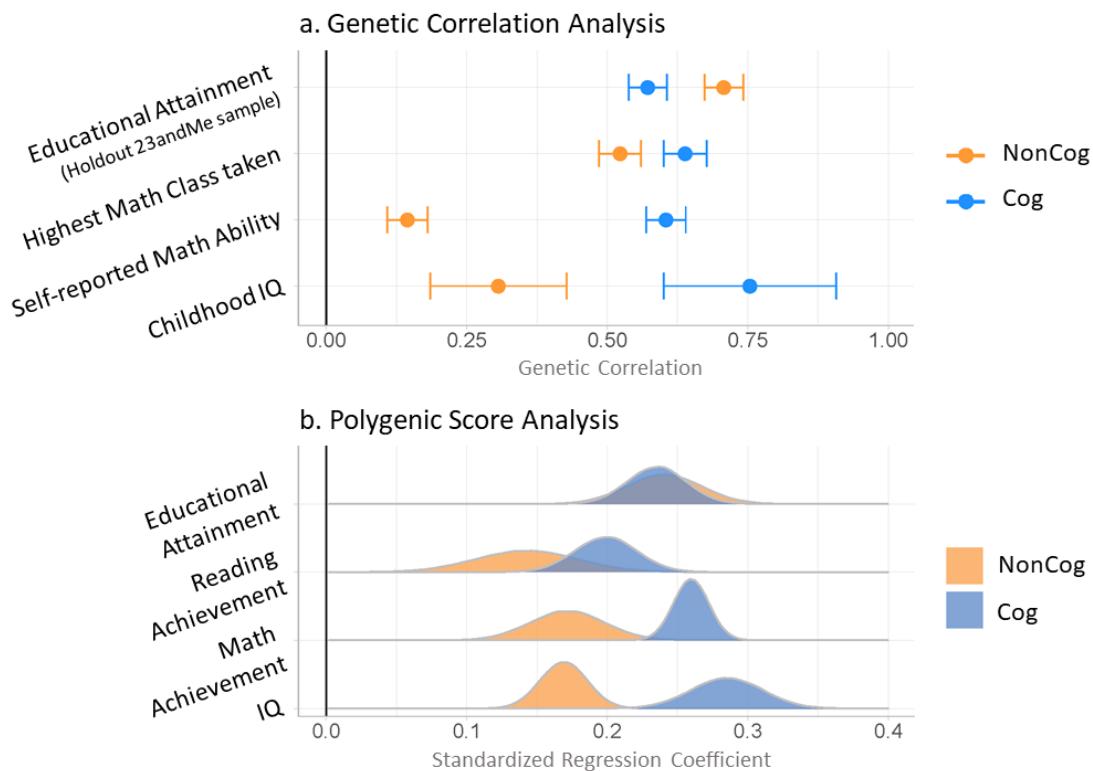 a. Genetic Correlation Analysis
Educational Attainment
(Holdout 23andMe sample)
Highest Math Class taken
Self-reported Math Ability
Childhood IQ
0.00 0.25 0.50 0.75 1.00
Genetic Correlation
NonCog
Cog
b. Polygenic Score Analysis
Educational
Attainment
Reading
Achievement
Math
Achievement
IQ
0.0 0.1 0.2 0.3 0.4
Standardized Regression Coefficient
NonCog
Cog